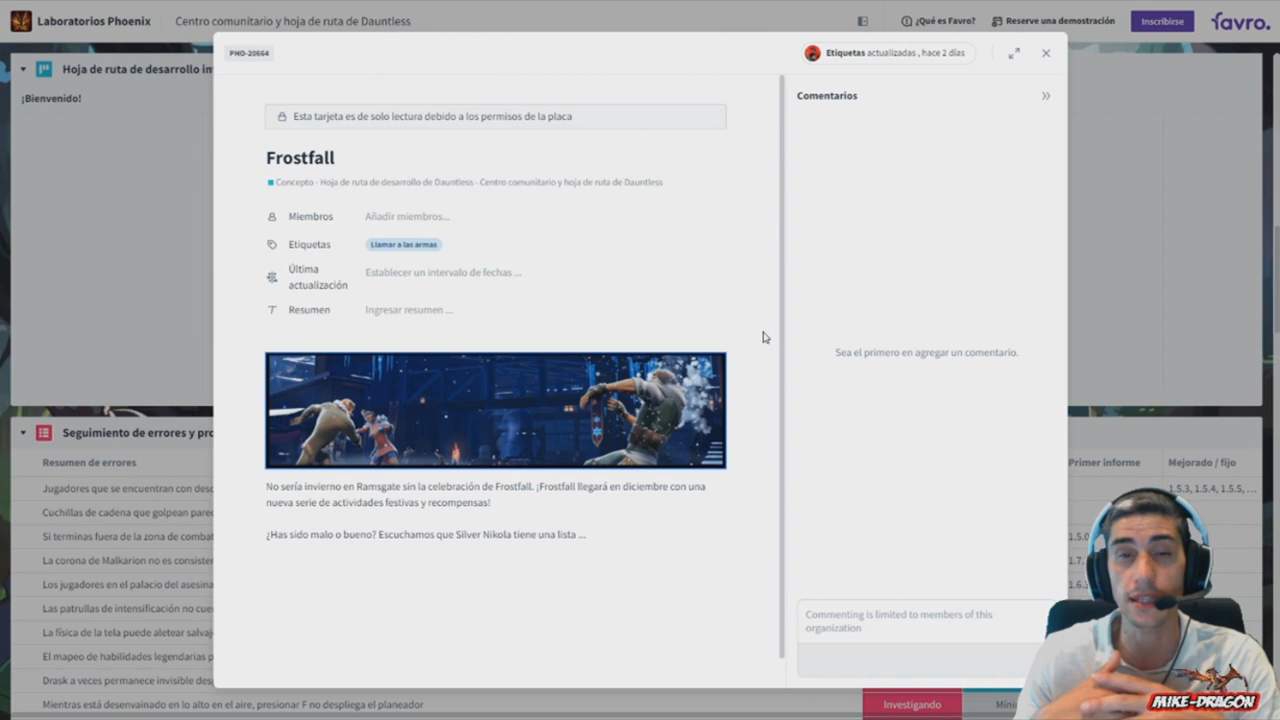 Laboratorios Phoenix
Centro comunitario y hoja de ruta de Dauntless
¿Qué es Favro?
Reserve una demostración
Inscribirse
favro.
Hoja de ruta de desarrollo
¡Bienvenido!
PHO-20664
Etiquetas actualizadas , hace 2 días
Esta tarjeta es de solo lectura debido a los permisos de la placa
Frostfall
Concepto - Hoja de ruta de desarrollo de Dauntless - Centro comunitario y hoja de ruta de Dauntless
Miembros
Añadir miembros...
Etiquetas
Llamar a las armas
Última
actualización
Establecer un intervalo de fechas ...
Resumen
Ingresar resumen ...
No sería invierno en Ramsgate sin la celebración de Frostfall. ¡Frostfall llegará en diciembre con una
nueva serie de actividades festivas y recompensas!
¿Has sido malo o bueno? Escuchamos que Silver Nikola tiene una lista ...
Comentarios
Sea el primero en agregar un comentario.
Commenting is limited to members of this
organization
Seguimiento de errores y
Resumen de errores
Primer informe
Mejorado / fijo
Jugadores que se encuentran con
1.5.3, 1.5.4, 1.5.5, ...
Cuchillas de cadena que golpean
Si terminas fuera de la zona de
1.5.0
La corona de Malkarion no es
1.7.
Los jugadores en el palacio del
1.6.3
Las patrullas de intensificación no
La física de la tela puede aletear
El mapeo de habilidades legendarias
Drask a veces permanece invisible
Mientras está desenvainado en lo alto en el aire, presionar F no despliega el planeador
Investigando
MIKE-DRAGON